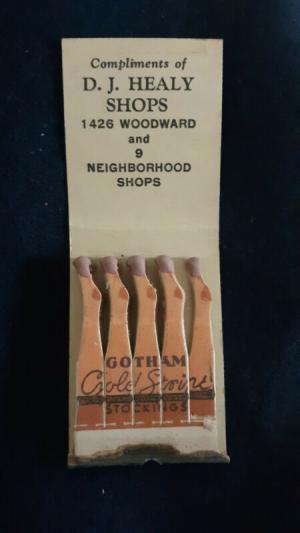 Compliments of
D. J. HEALY
SHOPS
1426 WOODWARD
and
9
NEIGHBORHOOD
SHOPS
GOTHAM
Gold Stripe
STOCKINGS